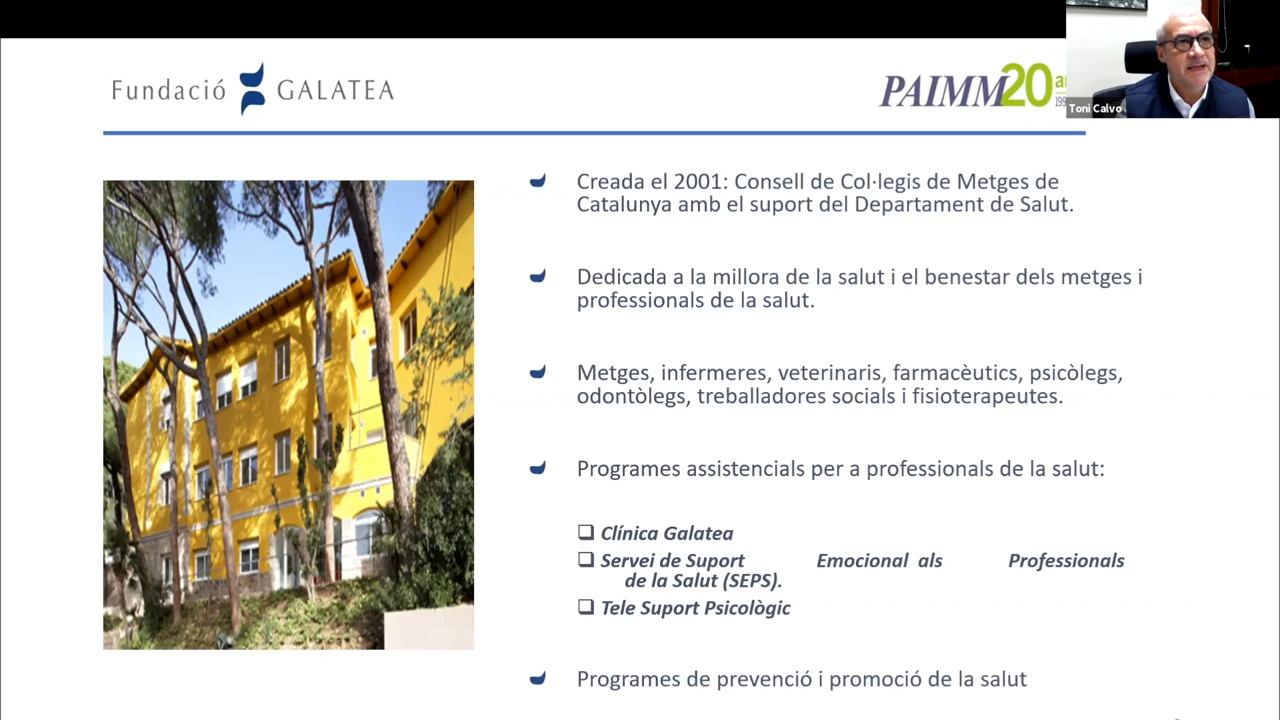 Fundació GALATEA
PAIMM20
Toni Calvo
Creada el 2001: Consell de Col·legis de Metges de
Catalunya amb el suport del Departament de Salut.
Dedicada a la millora de la salut i el benestar dels metges i
professionals de la salut.
Metges, infermeres, veterinaris, farmacèutics, psicòlegs,
odontòlegs, treballadores socials i fisioterapeutes.
Programes assistencials per a professionals de la salut:
Clínica Galatea
Servei de Suport Emocional als Professionals
de la Salut (SEPS).
Tele Suport Psicològic
Programes de prevenció i promoció de la salut